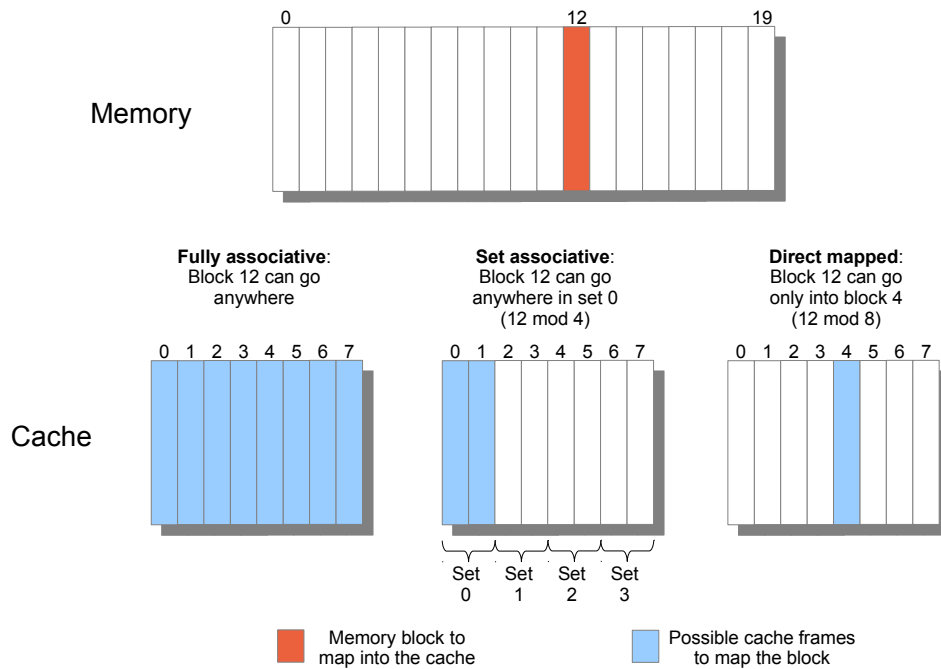 0 12 19
Memory
Fully associative:
Block 12 can go
anywhere
Set associative:
Block 12 can go
anywhere in set 0
(12 mod 4)
Direct mapped:
Block 12 can go
only into block 4
(12 mod 8)
0 1 2 3 4 5 6 7
0 1 2 3 4 5 6 7
0 1 2 3 4 5 6 7
Cache
Set
0
Set
1
Set
2
Set
3
Memory block to
map into the cache
Possible cache frames
to map the block